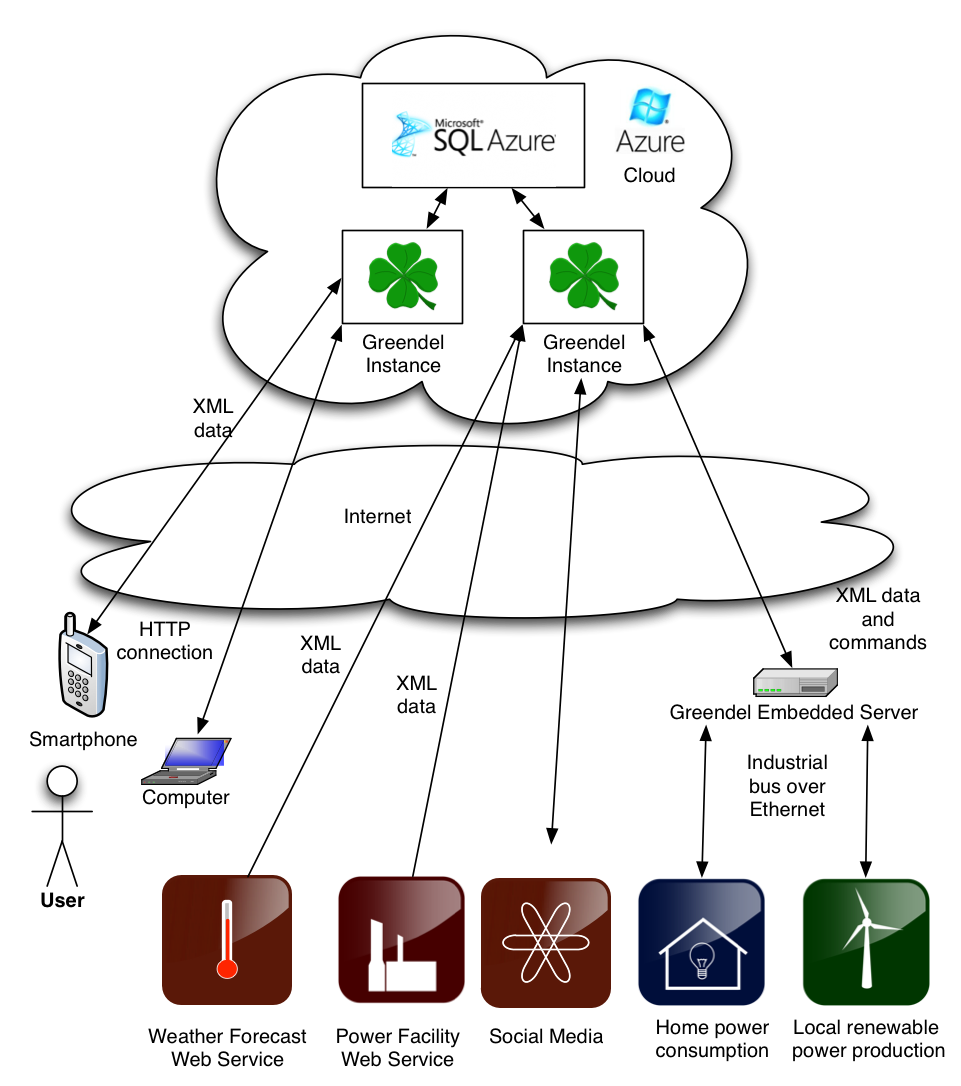 Microsoft®
SQL Azure
Azure
Cloud
Greendel
Instance
Greendel
Instance
XML
data
Internet
XML data
and
commands
HTTP
connection
XML
data
XML
data
Smartphone
Greendel Embedded Server
Computer
Industrial
bus over
Ethernet
User
Weather Forecast
Web Service
Power Facility
Web Service
Social Media
Home power
consumption
Local renewable
power production